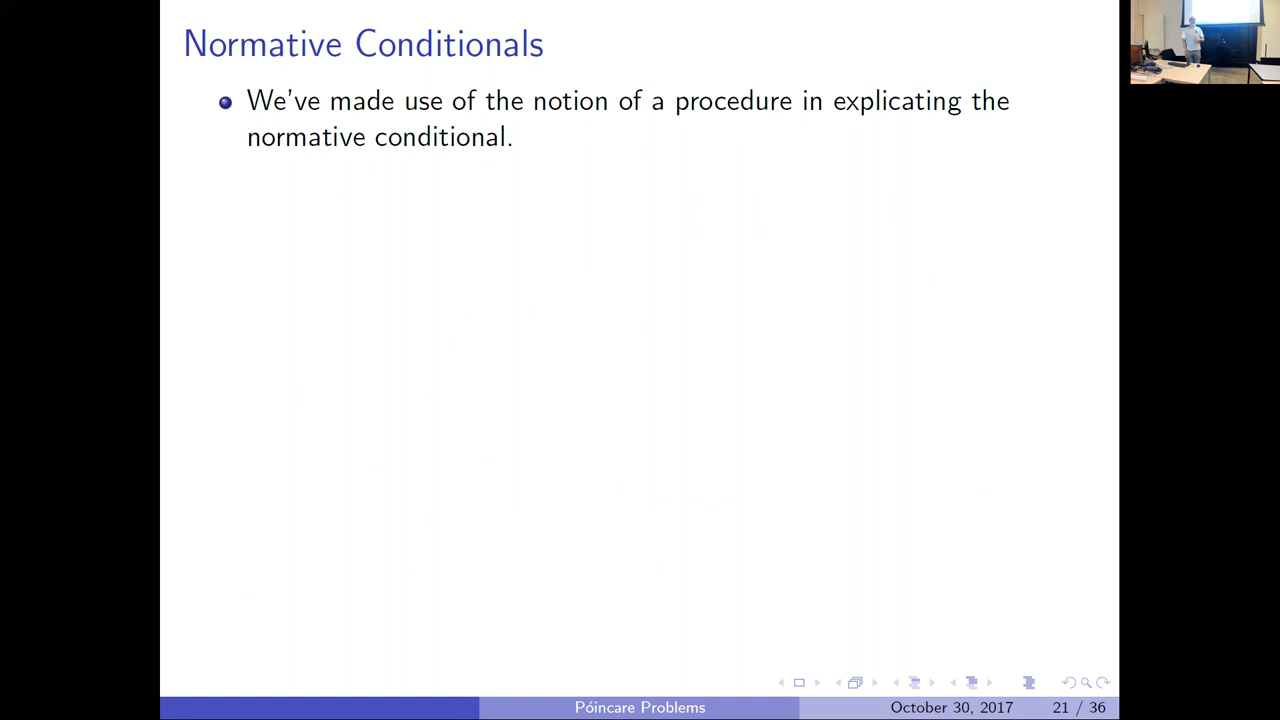 Normative Conditionals
We've made use of the notion of a procedure in explicating the
normative conditional.
Póincare Problems
October 30, 2017
21 / 36